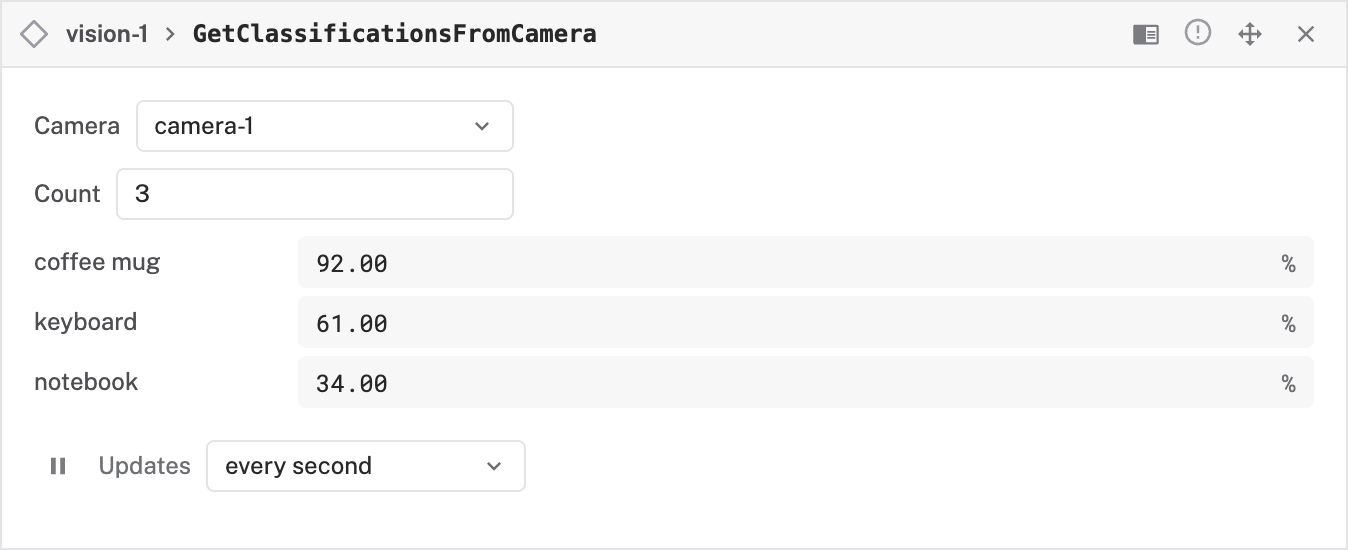 vision-1 > GetClassificationsFromCamera
Camera camera-1
Count 3
coffee mug 92.00 %
keyboard 61.00 %
notebook 34.00 %
Updates every second